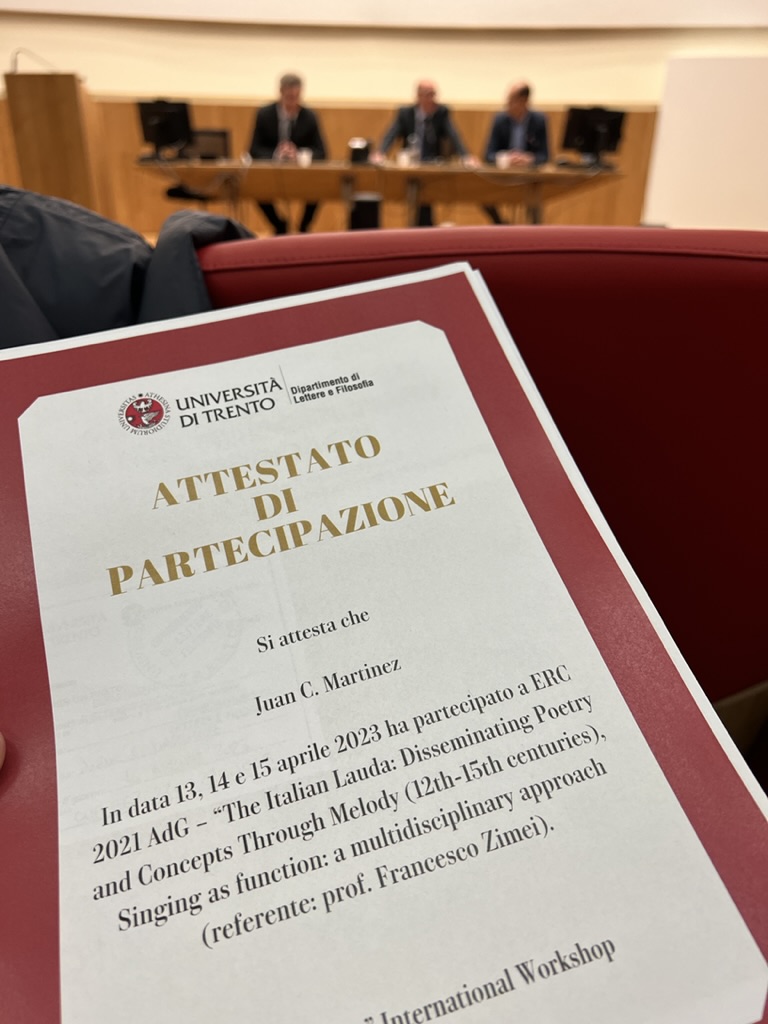 UNIVERSITÀ
DI TRENTO
Dipartimento di
Lettere e Filosofia
ATTESTATO
DI
PARTECIPAZIONE
Si attesta che
Juan C. Martinez
In data 13, 14 e 15 aprile 2023 ha partecipato a ERC
2021 AdG – “The Italian Lauda: Disseminating Poetry
and Concepts Through Melody (12th-15th centuries),
Singing as function: a multidisciplinary approach
(referente: prof. Francesco Zimei).
” International Workshop